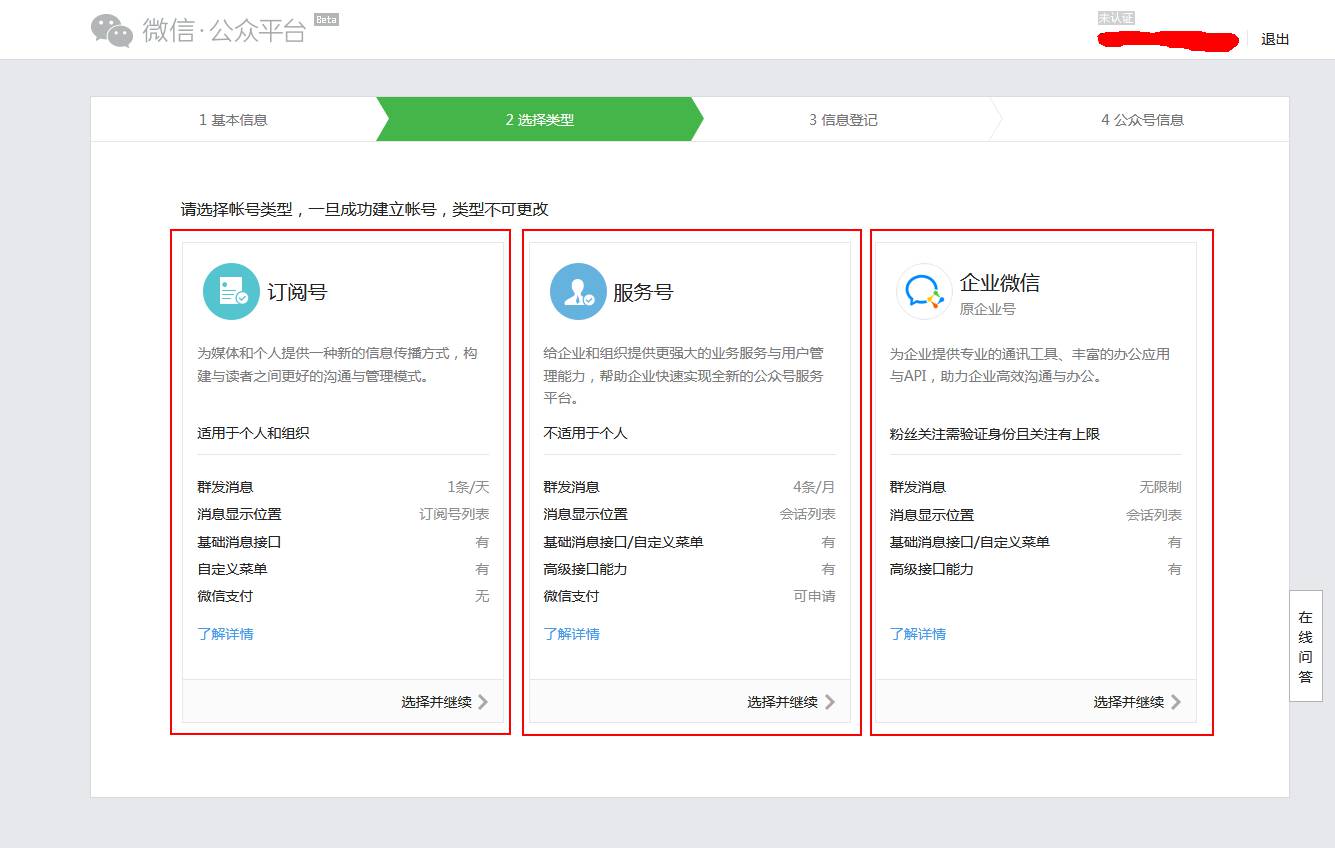 微信·公众平台 Beta
未认证
退出
1 基本信息
2 选择类型
3 信息登记
4 公众号信息
请选择帐号类型，一旦成功建立帐号，类型不可更改
订阅号
为媒体和个人提供一种新的信息传播方式，构
建与读者之间更好的沟通与管理模式。
适用于个人和组织
群发消息 1条/天
消息显示位置 订阅号列表
基础消息接口 有
自定义菜单 有
微信支付 无
了解详情
选择并继续
服务号
给企业和组织提供更强大的业务服务与用户管
理能力，帮助企业快速实现全新的公众号服务
平台。
不适用于个人
群发消息 4条/月
消息显示位置 会话列表
基础消息接口/自定义菜单 有
高级接口能力 有
微信支付 可申请
了解详情
选择并继续
企业微信
原企业号
为企业提供专业的通讯工具、丰富的办公应用
与API，助力企业高效沟通与办公。
粉丝关注需验证身份且关注有上限
群发消息 无限制
消息显示位置 会话列表
基础消息接口/自定义菜单 有
高级接口能力 有
了解详情
选择并继续
在线问答